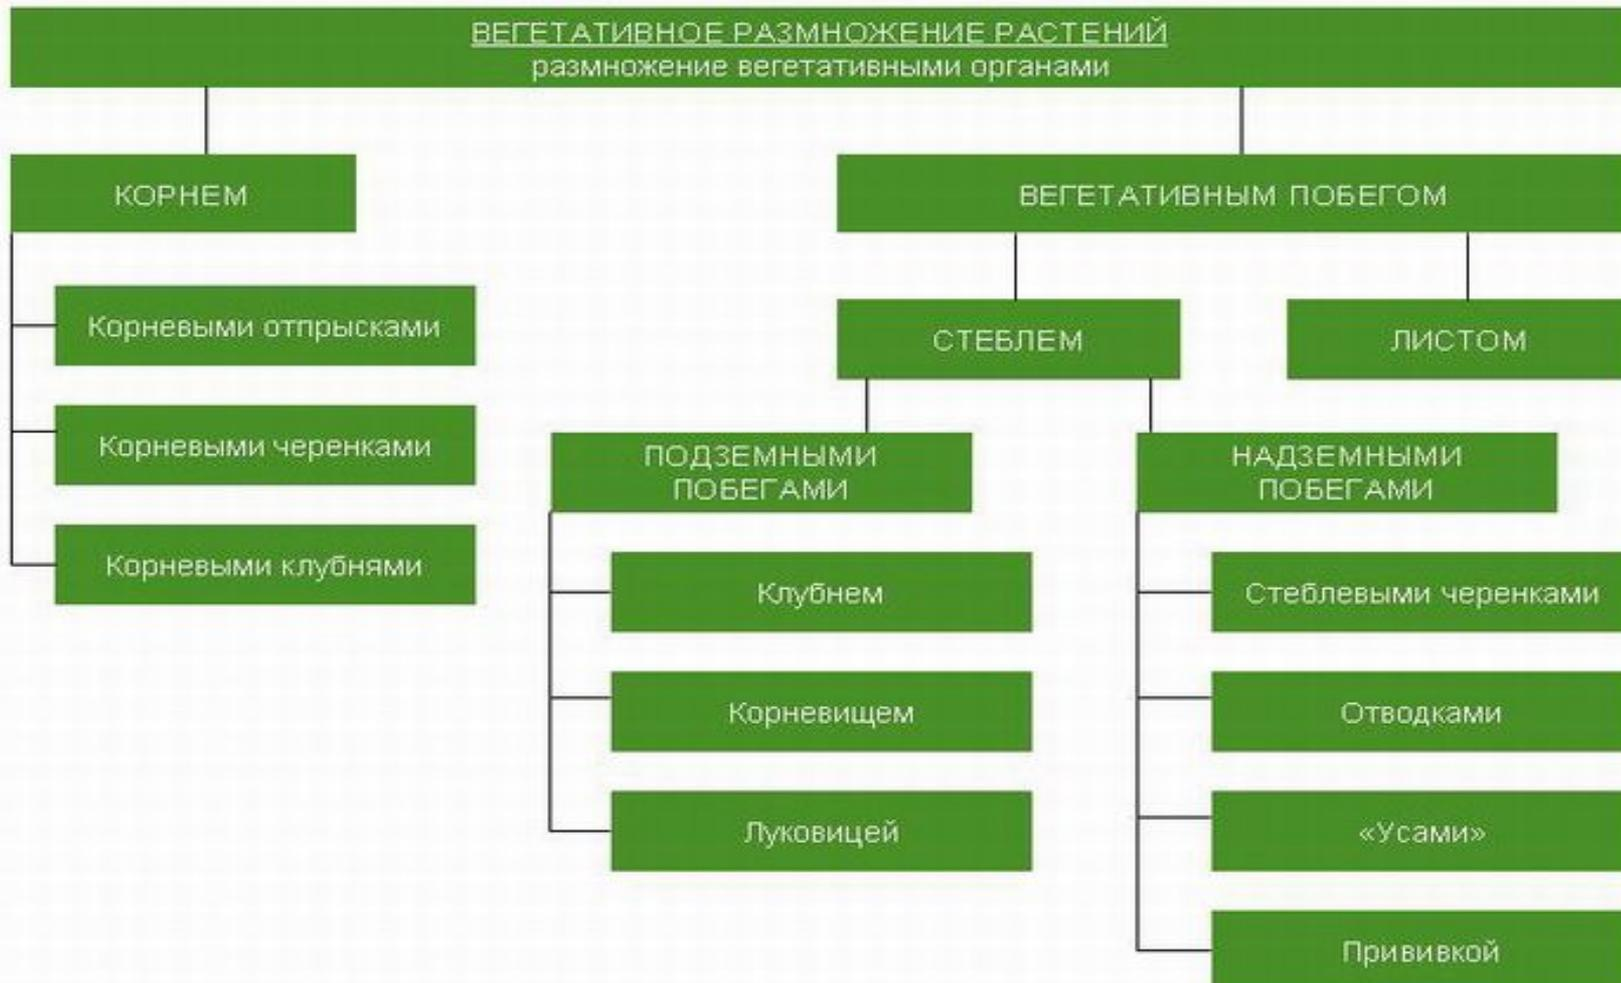 ВЕГЕТАТИВНОЕ РАЗМНОЖЕНИЕ РАСТЕНИЙ
размножение вегетативными органами
КОРНЕМ
Корневыми отпрысками
Корневыми черенками
Корневыми клубнями
ВЕГЕТАТИВНЫМ ПОБЕГОМ
СТЕБЛЕМ
ЛИСТОМ
ПОДЗЕМНЫМИ
ПОБЕГАМИ
Клубнем
Корневищем
Луковицей
НАДЗЕМНЫМИ
ПОБЕГАМИ
Стеблевыми черенками
Отводками
«Усами»
Прививкой